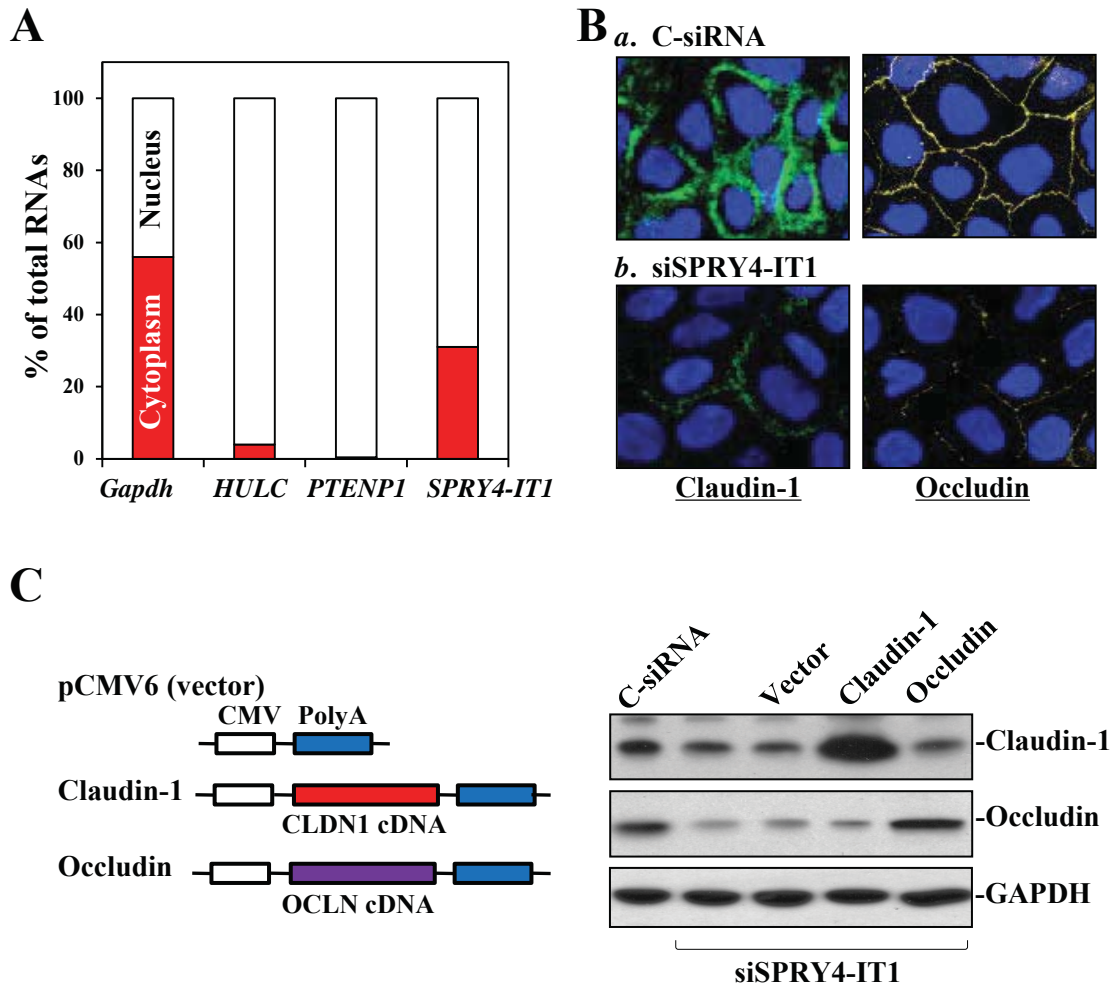 A
% of total RNAs
100
80
60
40
20
0
Nucleus
Cytoplasm
Gapdh HULC PTENP1 SPRY4-IT1
B
a. C-siRNA
b. siSPRY4-IT1
Claudin-1 Occludin
C
pCMV6 (vector)
CMV PolyA
Claudin-1
CLDN1 cDNA
Occludin
OCLN cDNA
C-siRNA
Vector
Claudin-1
Occludin
-Claudin-1
-Occludin
-GAPDH
siSPRY4-IT1